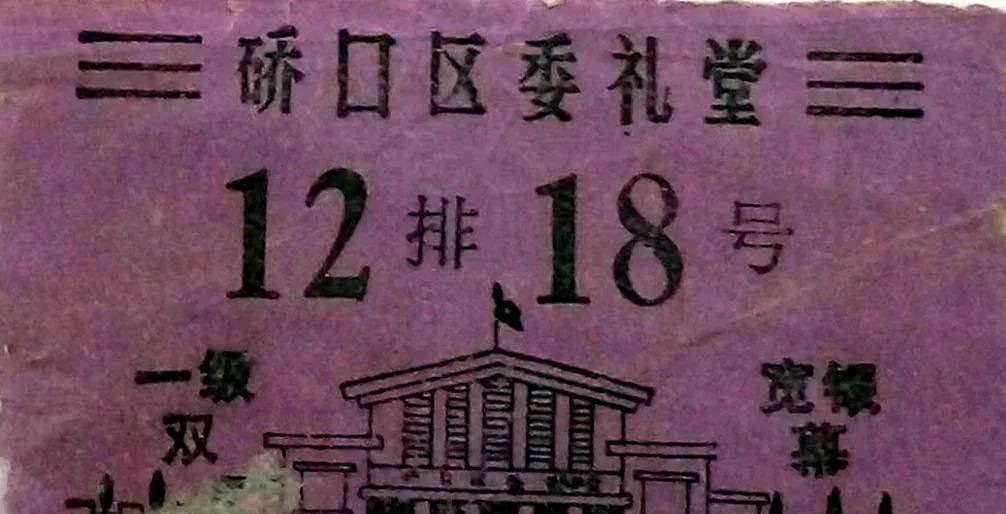 硚口区委礼堂
12排18号
一级 宽银
双 幕